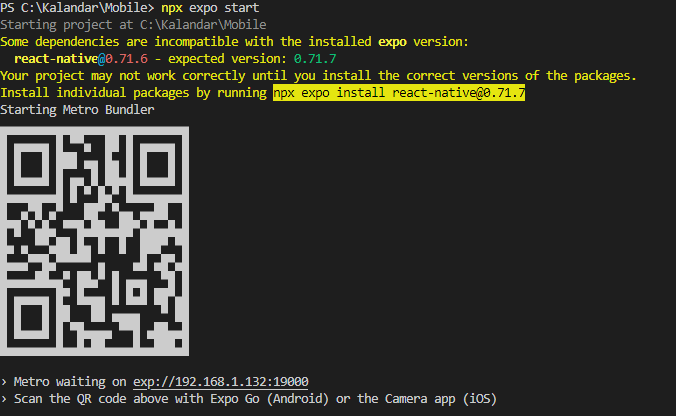 PS C:\Kalandar\Mobile> npx expo start
Starting project at C:\Kalandar\Mobile
Some dependencies are incompatible with the installed expo version:
  react-native@0.71.6 - expected version: 0.71.7
Your project may not work correctly until you install the correct versions of the packages.
Install individual packages by running npx expo install react-native@0.71.7
Starting Metro Bundler
› Metro waiting on exp://192.168.1.132:19000
› Scan the QR code above with Expo Go (Android) or the Camera app (iOS)